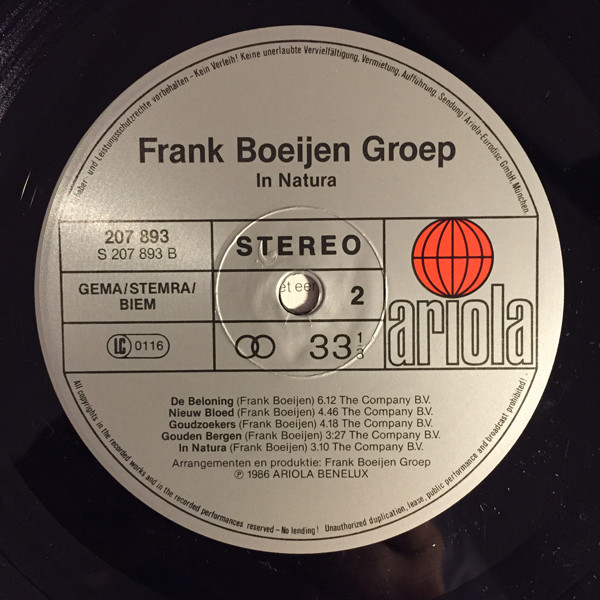 Urheber- und Leistungsschutzrechte vorbehalten - Kein Verleih! Keine unerlaubte Vervielfältigung, Vermietung, Aufführung, Sendung! Ariola-Eurodisc GmbH München.
Frank Boeijen Groep
In Natura
207 893
S 207 893 B
STEREO
GEMA/STEMRA/
BIEM
2
LC 0116
33 1/3
ariola
De Beloning (Frank Boeijen) 6.12 The Company B.V.
Nieuw Bloed (Frank Boeijen) 4.46 The Company B.V.
Goudzoekers (Frank Boeijen) 4.18 The Company B.V.
Gouden Bergen (Frank Boeijen) 3:27 The Company B.V.
In Natura (Frank Boeijen) 3.10 The Company B.V.
Arrangementen en produktie: Frank Boeijen Groep
℗ 1986 ARIOLA BENELUX
All copyrights in the recorded works and in the recorded performances reserved - No lending! Unauthorized duplication, lease, public performance and broadcast prohibited!